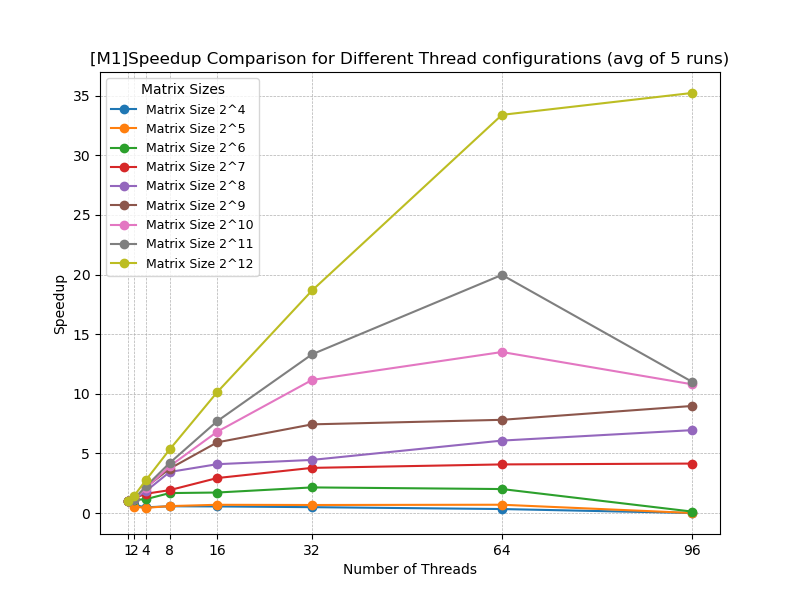 [M1]Speedup Comparison for Different Thread configurations (avg of 5 runs)
Matrix Sizes
Matrix Size 2^4
Matrix Size 2^5
Matrix Size 2^6
Matrix Size 2^7
Matrix Size 2^8
Matrix Size 2^9
Matrix Size 2^10
Matrix Size 2^11
Matrix Size 2^12
35
30
25
20
15
10
5
0
Speedup
1 2 4 8 16 32 64 96
Number of Threads